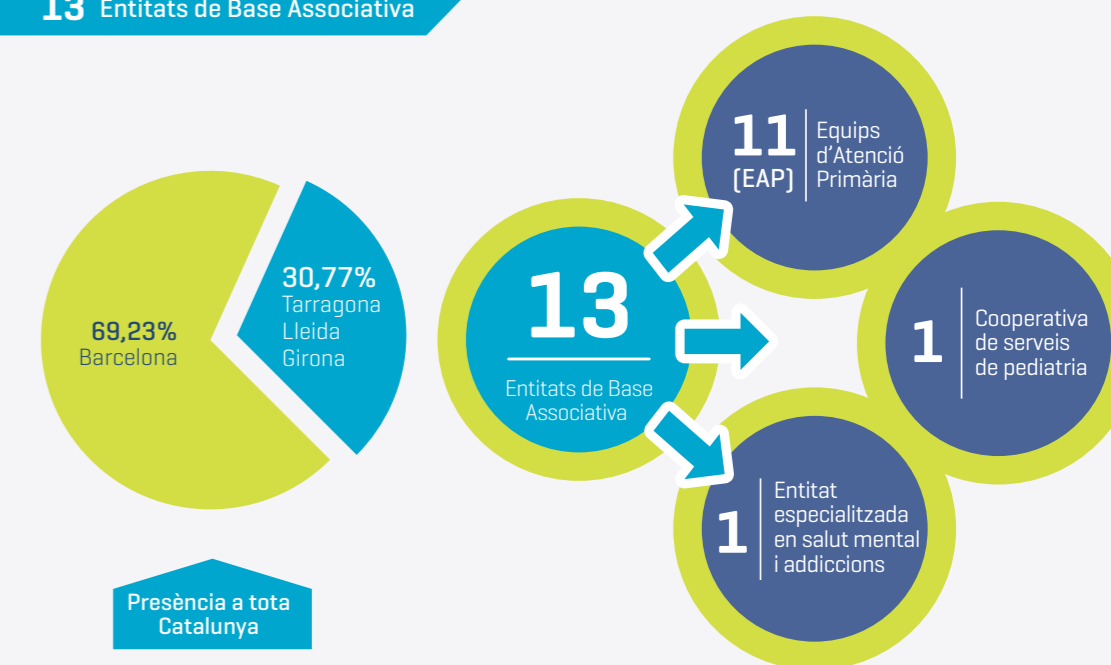 13 Entitats de Base Associativa
69,23%
Barcelona
30,77%
Tarragona
Lleida
Girona
Presència a tota
Catalunya
13
Entitats de Base
Associativa
11
(EAP)
Equips
d'Atenció
Primària
1
Cooperativa
de serveis
de pediatria
1
Entitat
especialitzada
en salut mental
i addiccions